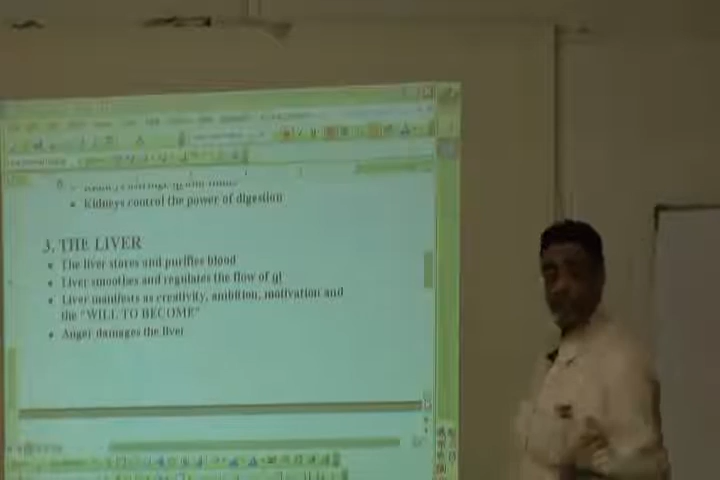 Kidneys control the power of digestion
3. THE LIVER
The liver stores and purifies blood
Liver smoothes and regulates the flow of qi
Liver manifests as creativity, ambition, motivation and
the "WILL TO BECOME"
Anger damages the liver